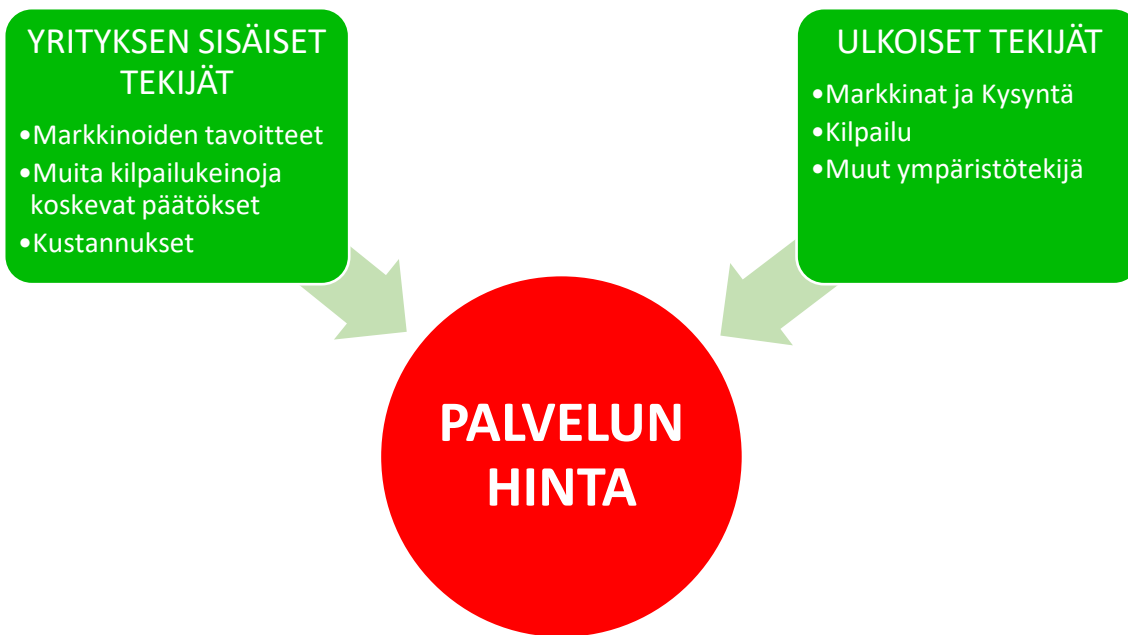 YRITYKSEN SISÄISET
TEKIJÄT
•Markkinoiden tavoitteet
•Muita kilpailukeinoja
koskevat päätökset
•Kustannukset
ULKOISET TEKIJÄT
•Markkinat ja Kysyntä
•Kilpailu
•Muut ympäristötekijä
PALVELUN
HINTA